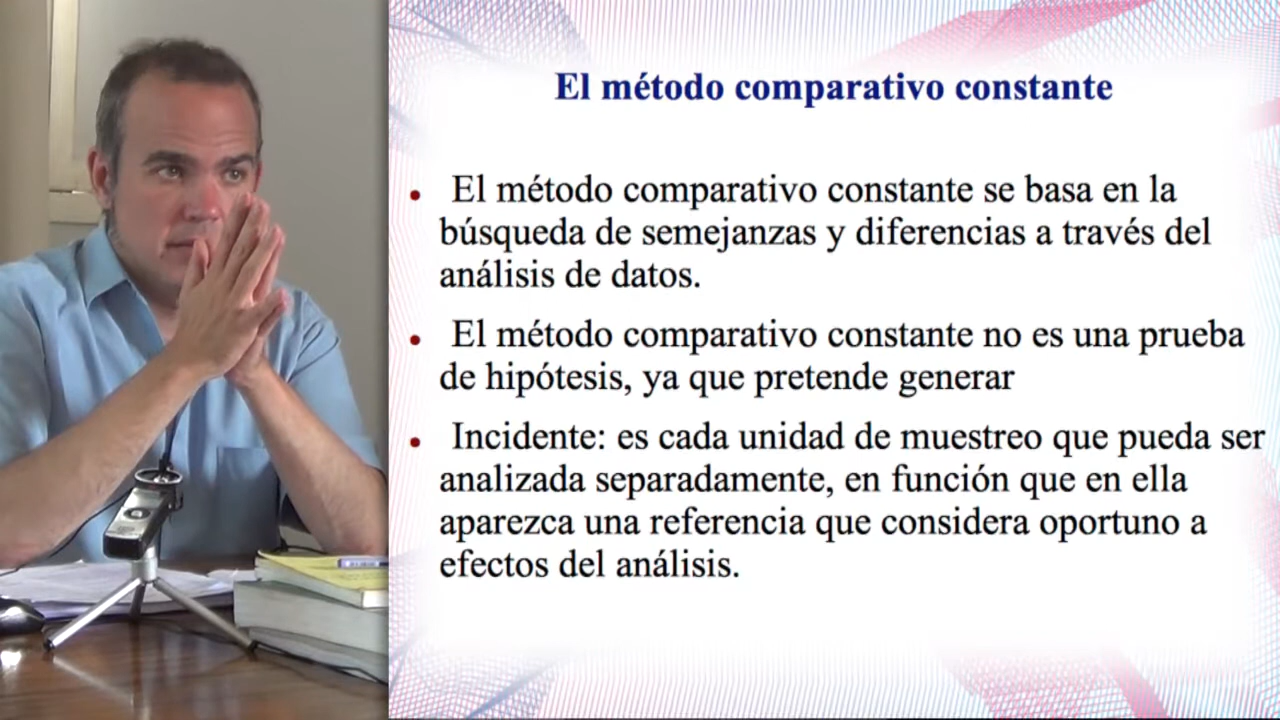 El método comparativo constante
El método comparativo constante se basa en la
búsqueda de semejanzas y diferencias a través del
análisis de datos.
El método comparativo constante no es una prueba
de hipótesis, ya que pretende generar
Incidente: es cada unidad de muestreo que pueda ser
analizada separadamente, en función que en ella
aparezca una referencia que considera oportuno a
efectos del análisis.